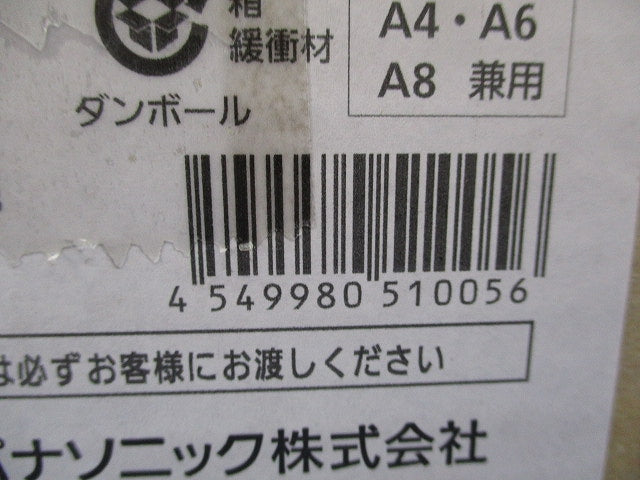 箱
緩衝材
ダンボール
A4・A6
A8 兼用
4 549980 510056
は必ずお客様にお渡しください
パナソニック株式会社